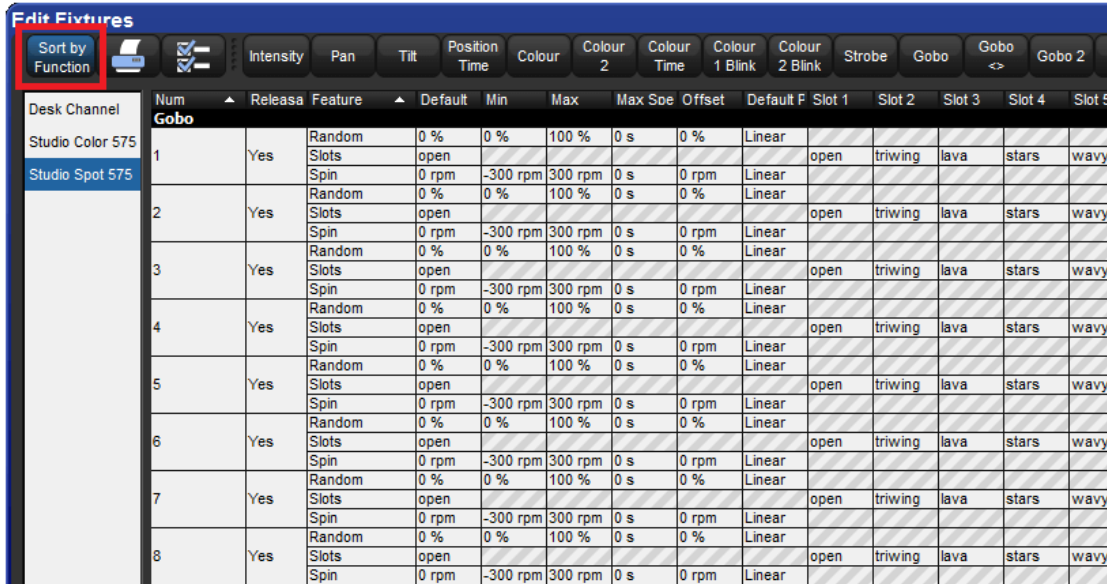 Edit Fixtures
Sort by Function Intensity Pan Tilt Position Time Colour Colour 2 Colour Time Colour 1 Blink Colour 2 Blink Strobe Gobo Gobo <> Gobo 2
Desk Channel
Studio Color 575
Studio Spot 575
Num Releasa Feature Default Min Max Max Spe Offset Default F Slot 1 Slot 2 Slot 3 Slot 4 Slot 5
Gobo
Random 0 % 0 % 100 % 0 s 0 % Linear
1 Yes Slots open open triwing lava stars wavy
Spin 0 rpm -300 rpm 300 rpm 0 s 0 rpm Linear
Random 0 % 0 % 100 % 0 s 0 % Linear
2 Yes Slots open open triwing lava stars wavy
Spin 0 rpm -300 rpm 300 rpm 0 s 0 rpm Linear
Random 0 % 0 % 100 % 0 s 0 % Linear
3 Yes Slots open open triwing lava stars wavy
Spin 0 rpm -300 rpm 300 rpm 0 s 0 rpm Linear
Random 0 % 0 % 100 % 0 s 0 % Linear
4 Yes Slots open open triwing lava stars wavy
Spin 0 rpm -300 rpm 300 rpm 0 s 0 rpm Linear
Random 0 % 0 % 100 % 0 s 0 % Linear
5 Yes Slots open open triwing lava stars wavy
Spin 0 rpm -300 rpm 300 rpm 0 s 0 rpm Linear
Random 0 % 0 % 100 % 0 s 0 % Linear
6 Yes Slots open open triwing lava stars wavy
Spin 0 rpm -300 rpm 300 rpm 0 s 0 rpm Linear
Random 0 % 0 % 100 % 0 s 0 % Linear
7 Yes Slots open open triwing lava stars wavy
Spin 0 rpm -300 rpm 300 rpm 0 s 0 rpm Linear
Random 0 % 0 % 100 % 0 s 0 % Linear
8 Yes Slots open open triwing lava stars wavy
Spin 0 rpm -300 rpm 300 rpm 0 s 0 rpm Linear